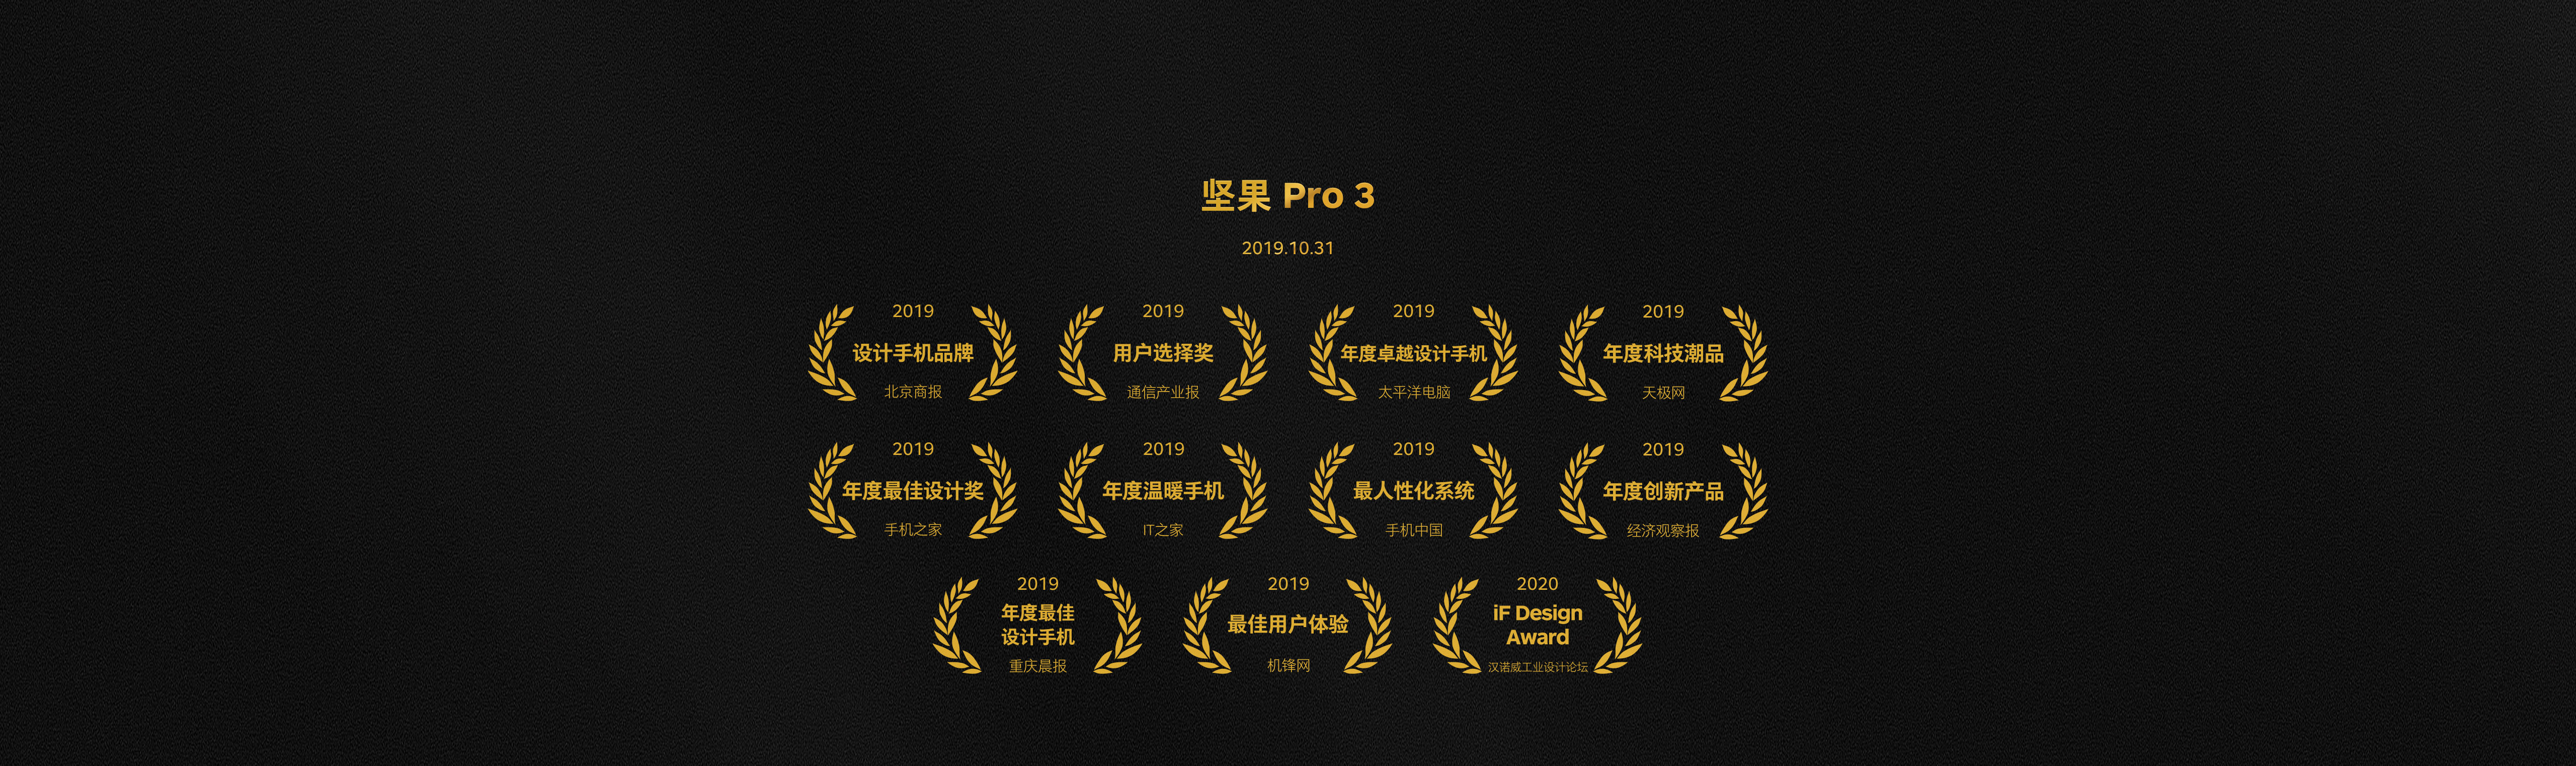 坚果 Pro 3
2019.10.31
2019
设计手机品牌
北京商报
2019
用户选择奖
通信产业报
2019
年度卓越设计手机
太平洋电脑
2019
年度科技潮品
天极网
2019
年度最佳设计奖
手机之家
2019
年度温暖手机
IT之家
2019
最人性化系统
手机中国
2019
年度创新产品
经济观察报
2019
年度最佳
设计手机
重庆晨报
2019
最佳用户体验
机锋网
2020
iF Design
Award
汉诺威工业设计论坛